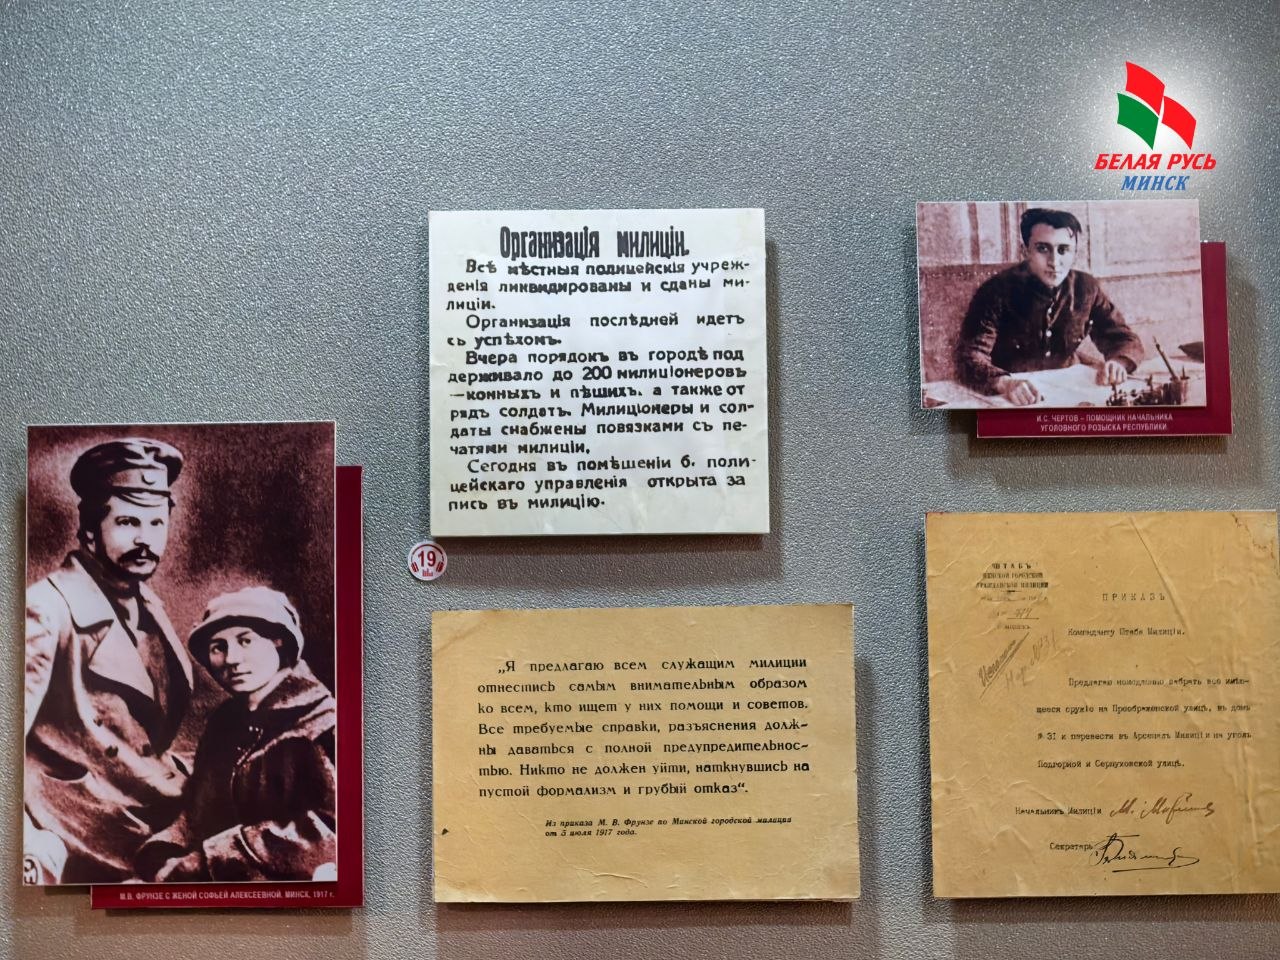 БЕЛАЯ РУСЬ
МИНСК
Организація милиціи.
Всѣ мѣстныя полицейскія учреж-
денія ликвидированы и сданы ми-
лиціи.
Организація послѣдней идетъ
съ успѣхомъ.
Вчера порядокъ въ городѣ под
держивало до 200 милиціонеровъ
—конныхъ и пѣшихъ, а также от
рядъ солдатъ. Милиціонеры и сол-
даты снабжены повязками съ пе-
чатями милиціи.
Сегодня въ помѣщеніи б. поли-
цейскаго управленія открыта за
пись въ милицію.
19
И.С. ЧЕРТОВ – ПОМОЩНИК НАЧАЛЬНИКА
УГОЛОВНОГО РОЗЫСКА РЕСПУБЛИКИ.
М.В. ФРУНЗЕ С ЖЕНОЙ СОФЬЕЙ АЛЕКСЕЕВНОЙ. МИНСК, 1917 г.
„Я предлагаю всем служащим милиции
отнестись самым внимательным образом
ко всем, кто ищет у них помощи и советов.
Все требуемые справки, разъяснения долж-
ны даваться с полной предупредительнос-
тью. Никто не должен уйти, наткнувшись на
пустой формализм и грубый отказ“.
Из приказа М. В. Фрунзе по Минской городской милиции
от 5 июля 1917 года.
ШТАБЪ
МИНСКОЙ ГОРОДСКОЙ
ГРАЖДАНСКОЙ МИЛИЦИИ
ПРИКАЗЪ
Коменданту Штаба Милиціи.
Предлагаю немедленно забрать все имѣю-
щееся оружіе на Преображенской улицѣ, въ домѣ
№ 31 и перенести въ Арсеналъ Милиціи на уголъ
Подгорной и Серпуховской улицъ.
Начальникъ Милиціи
Секретарь